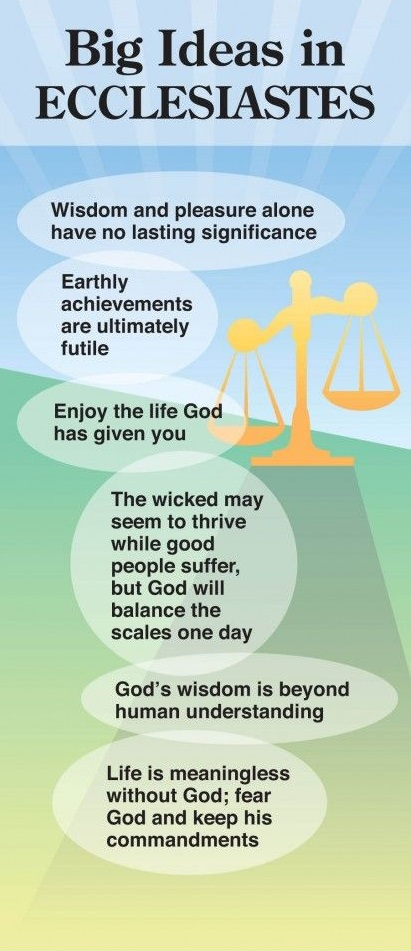 Big Ideas in
ECCLESIASTES
Wisdom and pleasure alone
have no lasting significance
Earthly
achievements
are ultimately
futile
Enjoy the life God
has given you
The wicked may
seem to thrive
while good
people suffer,
but God will
balance the
scales one day
God’s wisdom is beyond
human understanding
Life is meaningless
without God; fear
God and keep his
commandments